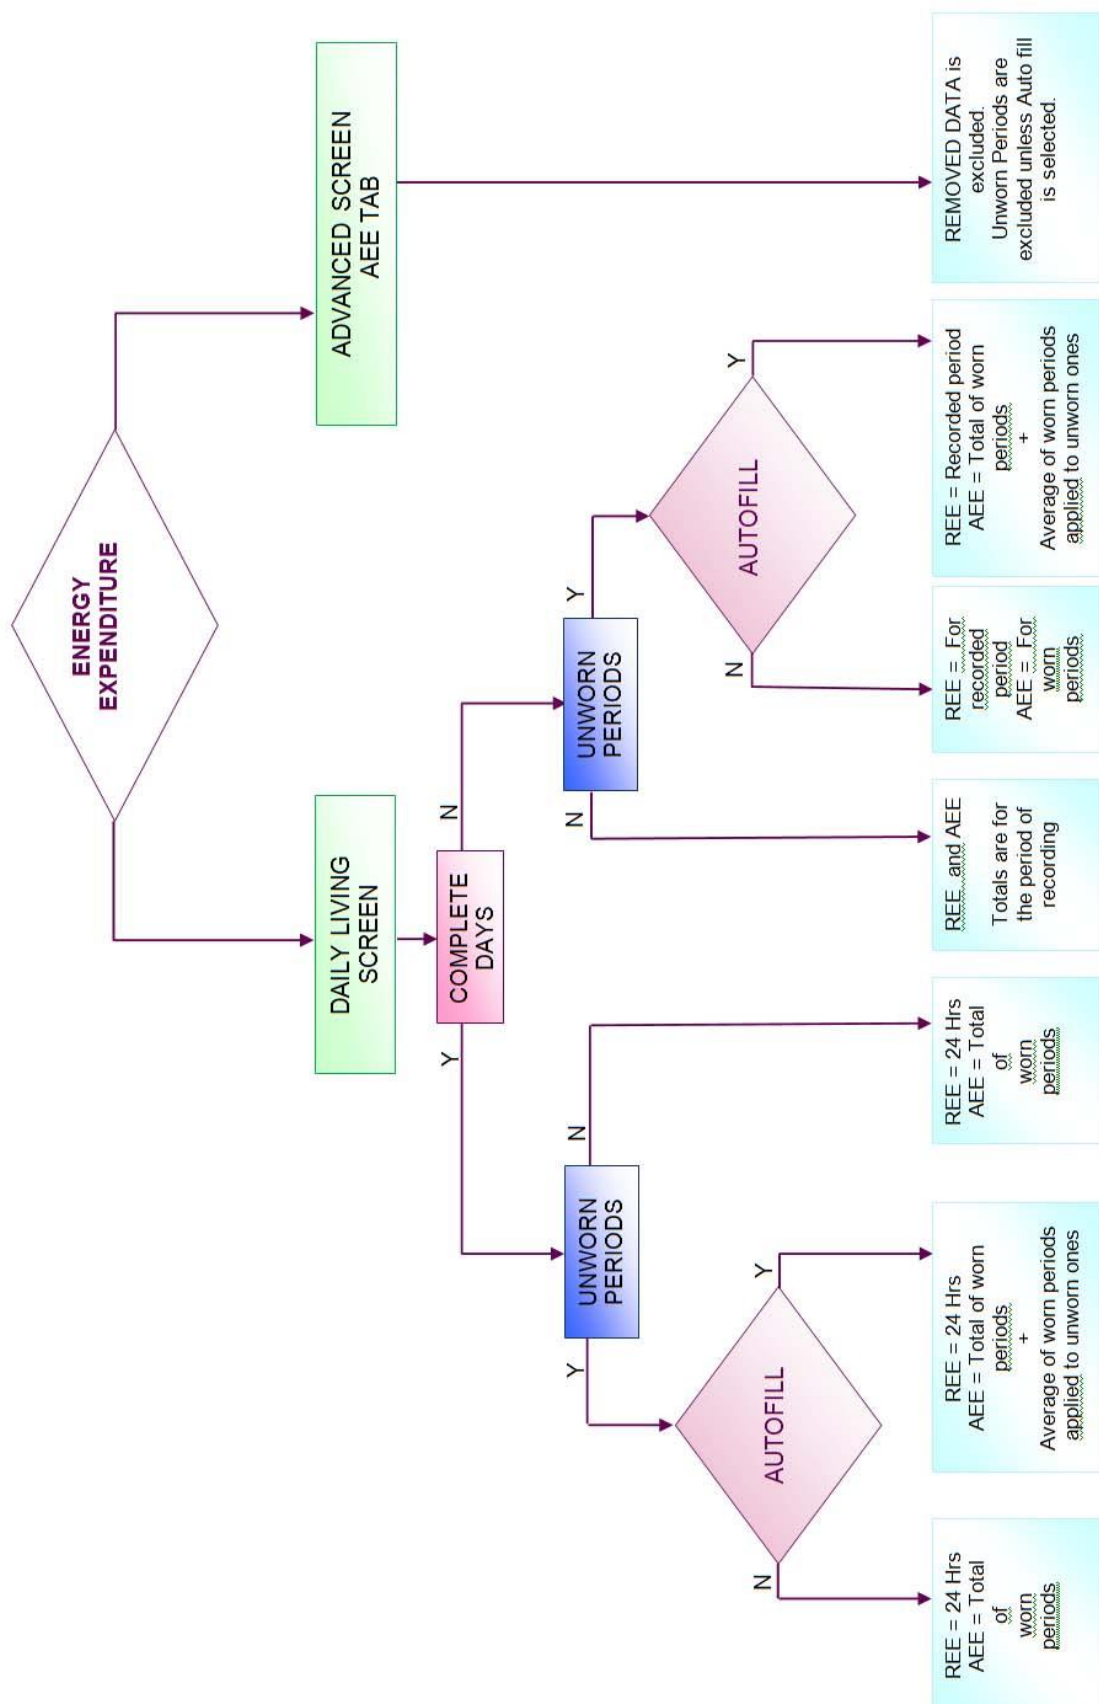 ENERGY
EXPENDITURE
DAILY LIVING
SCREEN
ADVANCED SCREEN
AEE TAB
COMPLETE
DAYS
Y
N
UNWORN
PERIODS
Y
N
UNWORN
PERIODS
N
Y
AUTOFILL
N
Y
AUTOFILL
N
Y
REE = 24 Hrs
AEE = Total
of
worn
periods
REE = 24 Hrs
AEE = Total of worn
periods
+
Average of worn periods
applied to unworn ones
REE = 24 Hrs
AEE = Total
of
worn
periods
REE and AEE
Totals are for
the period of
recording
REE = For
recorded
period
AEE = For
worn
periods
REE = Recorded period
AEE = Total of worn
periods
+
Average of worn periods
applied to unworn ones
REMOVED DATA is
excluded.
Unworn Periods are
excluded unless Auto fill
is selected.